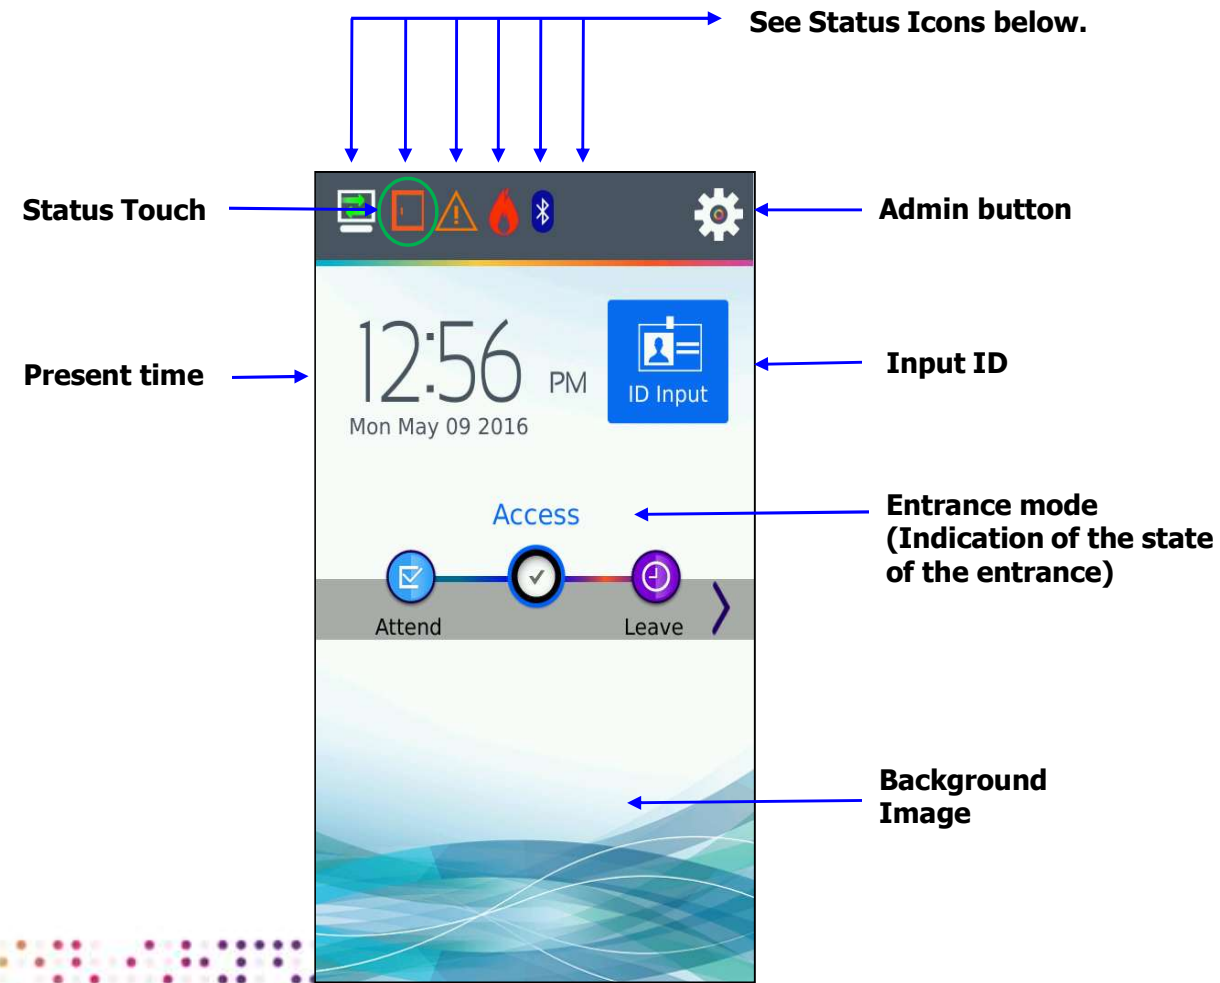 See Status Icons below.
Status Touch
Admin button
12:56 PM
Mon May 09 2016
ID Input
Present time
Input ID
Access
Entrance mode
(Indication of the state
of the entrance)
Attend
Leave
Background
Image